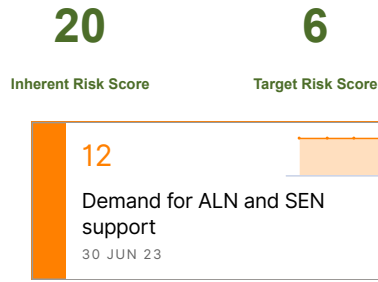 20 6
Inherent Risk Score Target Risk Score
12
Demand for ALN and SEN
support
30 JUN 23